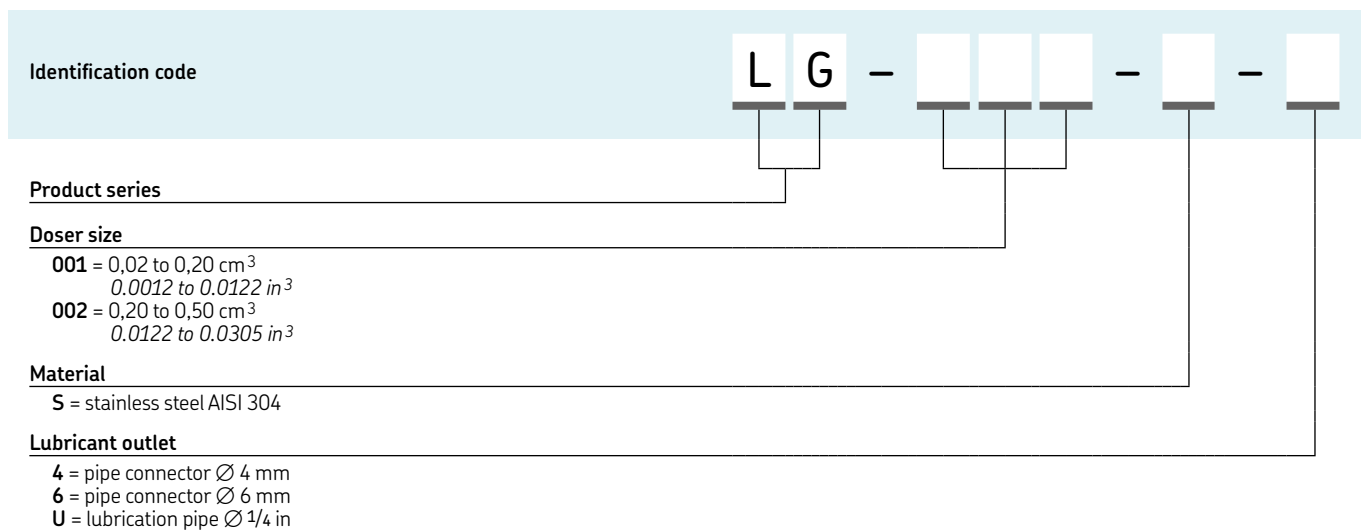 Identification code L G – – –
Product series
Doser size
001 = 0,02 to 0,20 cm³
0.0012 to 0.0122 in³
002 = 0,20 to 0,50 cm³
0.0122 to 0.0305 in³
Material
S = stainless steel AISI 304
Lubricant outlet
4 = pipe connector ∅ 4 mm
6 = pipe connector ∅ 6 mm
U = lubrication pipe ∅ 1/4 in